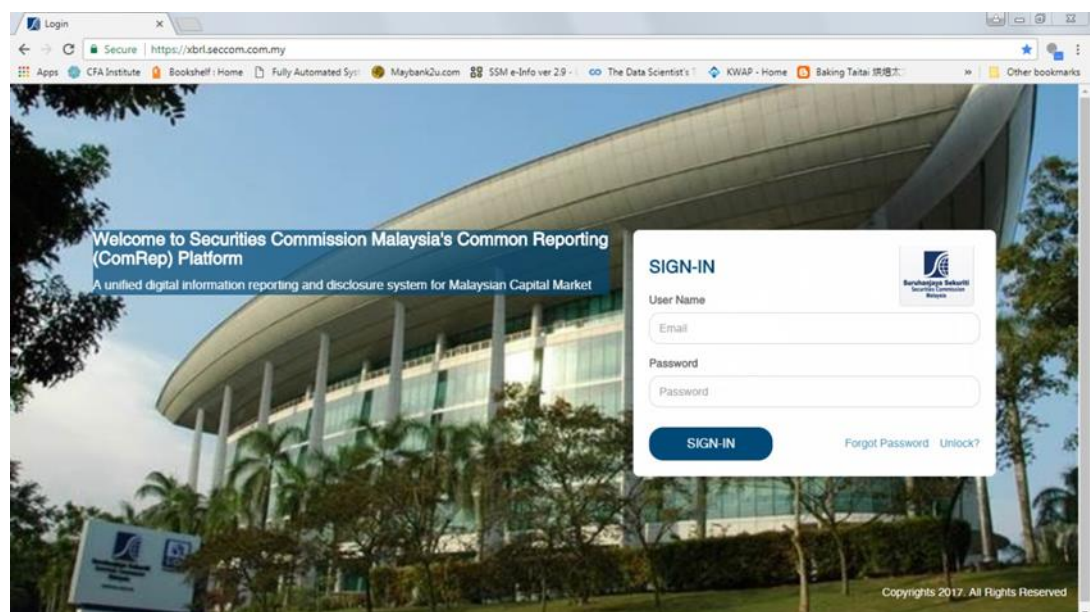 Login
Secure | https://xbrl.seccom.com.my
Apps CFA Institute Bookshelf : Home Fully Automated Syst Maybank2u.com SSM e-Info ver 2.9 - The Data Scientist's T KWAP - Home Baking Taitai » Other bookmarks
Welcome to Securities Commission Malaysia's Common Reporting
(ComRep) Platform
A unified digital information reporting and disclosure system for Malaysian Capital Market
SIGN-IN
Suruhanjaya Sekuriti
Securities Commission
Malaysia
User Name
Email
Password
Password
SIGN-IN
Forgot Password Unlock?
Copyrights 2017. All Rights Reserved